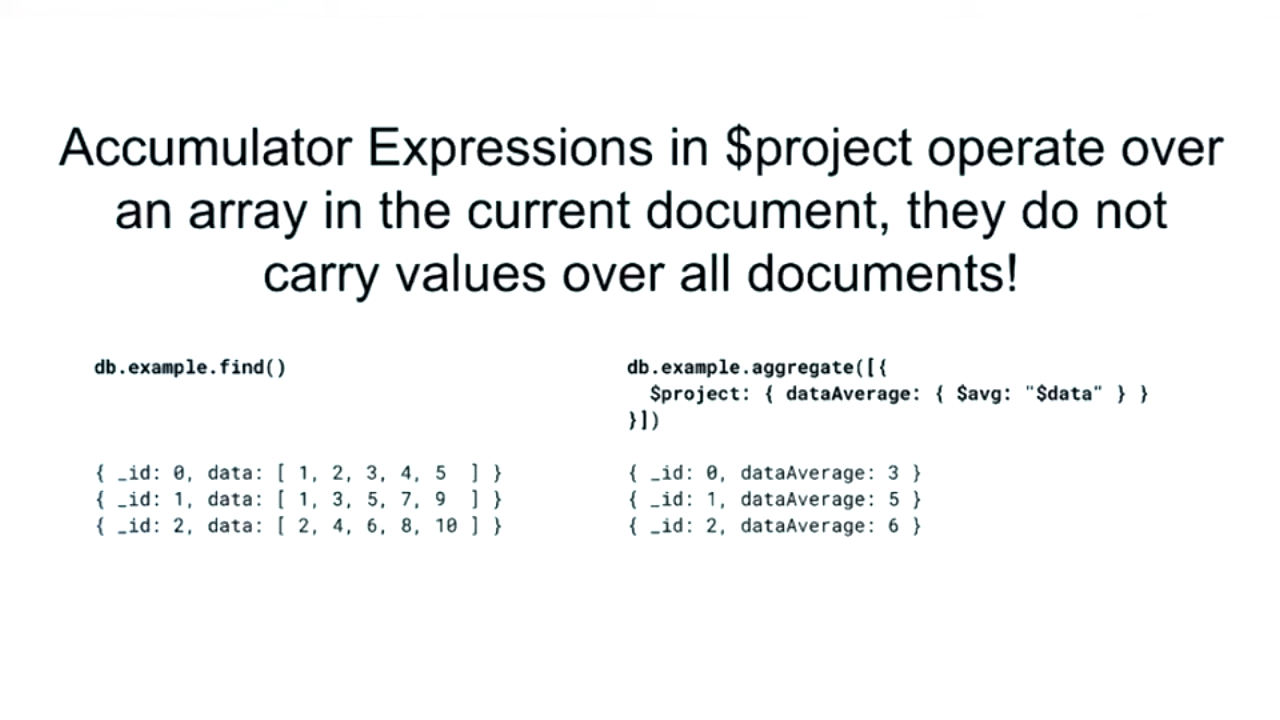 Accumulator Expressions in $project operate over
an array in the current document, they do not
carry values over all documents!
db.example.find()
{ _id: 0, data: [ 1, 2, 3, 4, 5  ] }
{ _id: 1, data: [ 1, 3, 5, 7, 9  ] }
{ _id: 2, data: [ 2, 4, 6, 8, 10 ] }
db.example.aggregate([{
  $project: { dataAverage: { $avg: "$data" } }
}])
{ _id: 0, dataAverage: 3 }
{ _id: 1, dataAverage: 5 }
{ _id: 2, dataAverage: 6 }